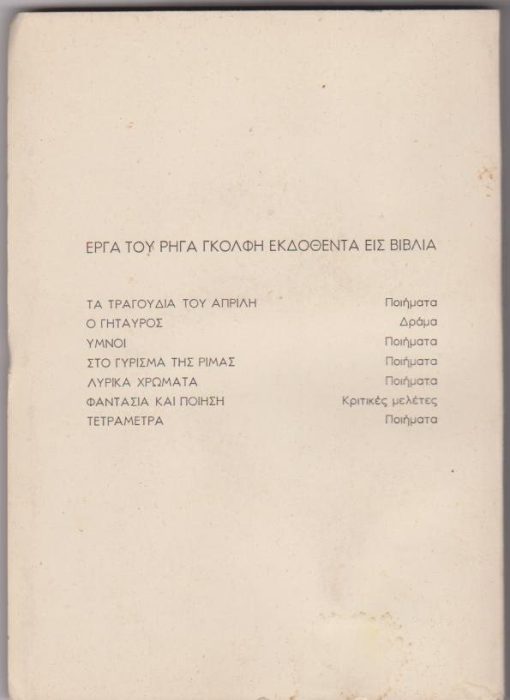 ΕΡΓΑ ΤΟΥ ΡΗΓΑ ΓΚΟΛΦΗ ΕΚΔΟΘΕΝΤΑ ΕΙΣ ΒΙΒΛΙΑ
ΤΑ ΤΡΑΓΟΥΔΙΑ ΤΟΥ ΑΠΡΙΛΗ Ποιήματα
Ο ΓΗΤΑΥΡΟΣ Δράμα
ΥΜΝΟΙ Ποιήματα
ΣΤΟ ΓΥΡΙΣΜΑ ΤΗΣ ΡΙΜΑΣ Ποιήματα
ΛΥΡΙΚΑ ΧΡΩΜΑΤΑ Ποιήματα
ΦΑΝΤΑΣΙΑ ΚΑΙ ΠΟΙΗΣΗ Κριτικές μελέτες
ΤΕΤΡΑΜΕΤΡΑ Ποιήματα